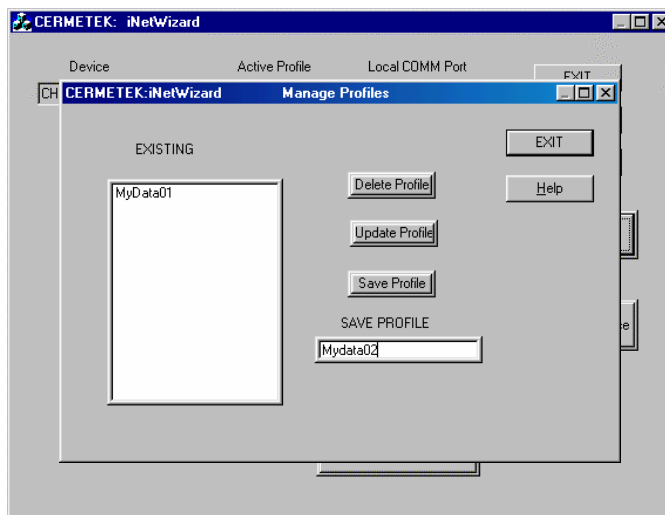 CERMETEK: iNetWizard
Device Active Profile Local COMM Port
EXIT
CH
CERMETEK:iNetWizard Manage Profiles
EXISTING
EXIT
MyData01
Delete Profile
Help
Update Profile
Save Profile
SAVE PROFILE
Mydata02
e